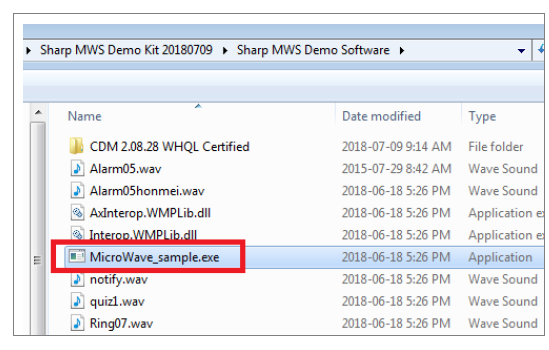 Sharp MWS Demo Kit 20180709 Sharp MWS Demo Software
Name Date modified Type
CDM 2.08.28 WHQL Certified 2018-07-09 9:14 AM File folder
Alarm05.wav 2015-07-29 8:42 AM Wave Sound
Alarm05honmei.wav 2018-06-18 5:26 PM Wave Sound
AxInterop.WMPLib.dll 2018-06-18 5:26 PM Application ex
Interop.WMPLib.dll 2018-06-18 5:26 PM Application ex
MicroWave_sample.exe 2018-06-18 5:26 PM Application
notify.wav 2018-06-18 5:26 PM Wave Sound
quiz1.wav 2018-06-18 5:26 PM Wave Sound
Ring07.wav 2018-06-18 5:26 PM Wave Sound